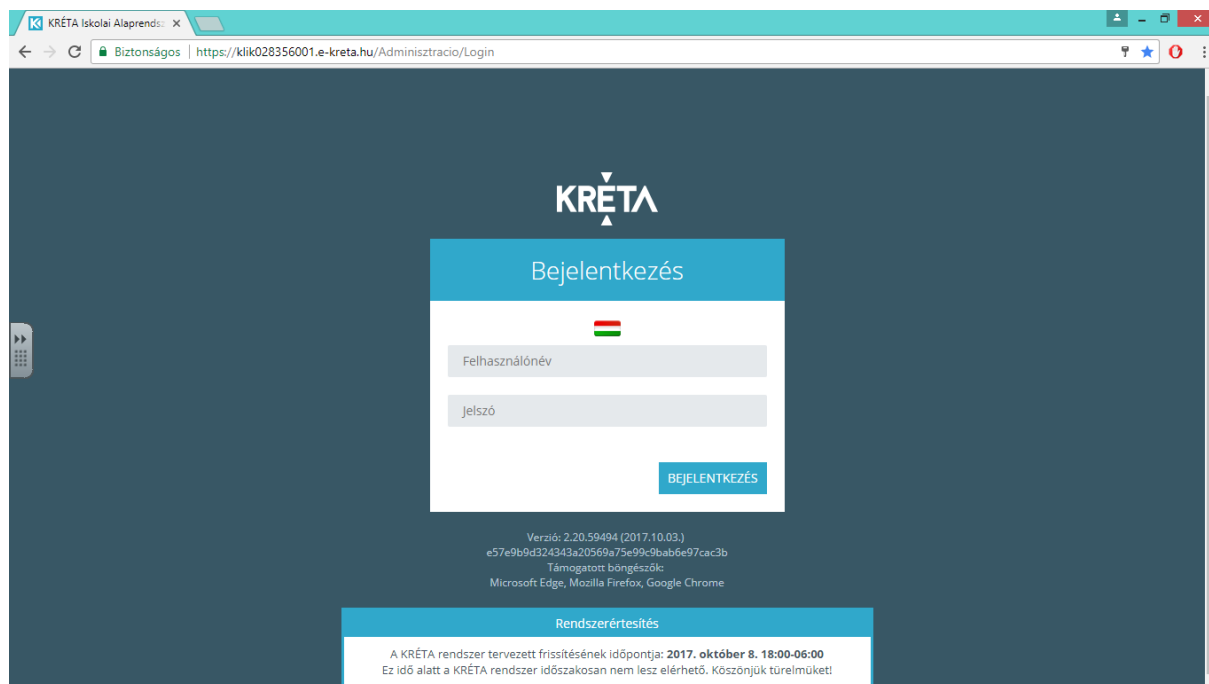 KRÉTA Iskolai Alaprends
Biztonságos | https://klik028356001.e-kreta.hu/Adminisztracio/Login
KRÉTA
Bejelentkezés
Felhasználónév
Jelszó
BEJELENTKEZÉS
Verzió: 2.20.59494 (2017.10.03.)
e57e9b9d324343a20569a75e99c9bab6e97cac3b
Támogatott böngészők:
Microsoft Edge, Mozilla Firefox, Google Chrome
Rendszerértesítés
A KRÉTA rendszer tervezett frissítésének időpontja: 2017. október 8. 18:00-06:00
Ez idő alatt a KRÉTA rendszer időszakosan nem lesz elérhető. Köszönjük türelmüket!